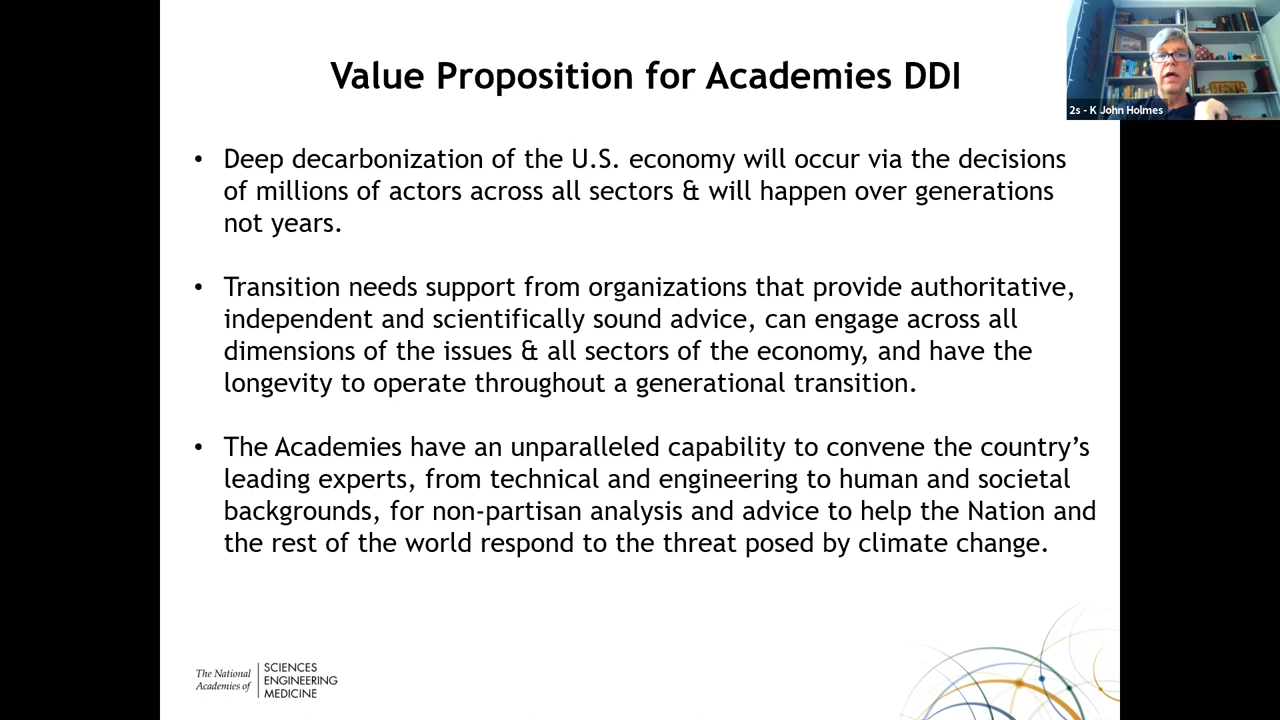 Value Proposition for Academies DDI
2s - K John Holmes
• Deep decarbonization of the U.S. economy will occur via the decisions
of millions of actors across all sectors & will happen over generations
not years.
• Transition needs support from organizations that provide authoritative,
independent and scientifically sound advice, can engage across all
dimensions of the issues & all sectors of the economy, and have the
longevity to operate throughout a generational transition.
• The Academies have an unparalleled capability to convene the country’s
leading experts, from technical and engineering to human and societal
backgrounds, for non-partisan analysis and advice to help the Nation and
the rest of the world respond to the threat posed by climate change.
The National
Academies of
SCIENCES
ENGINEERING
MEDICINE